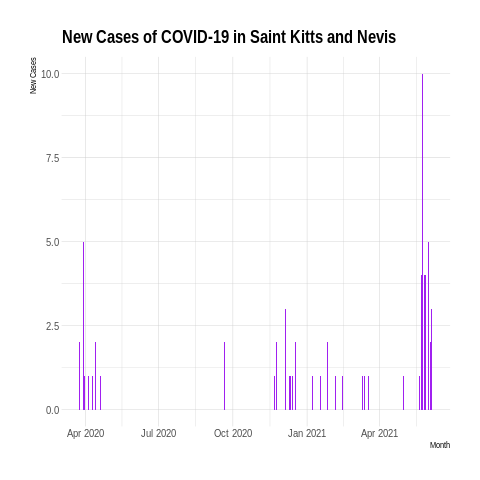 New Cases of COVID-19 in Saint Kitts and Nevis
New Cases
10.0
7.5
5.0
2.5
0.0
Apr 2020 Jul 2020 Oct 2020 Jan 2021 Apr 2021
Month